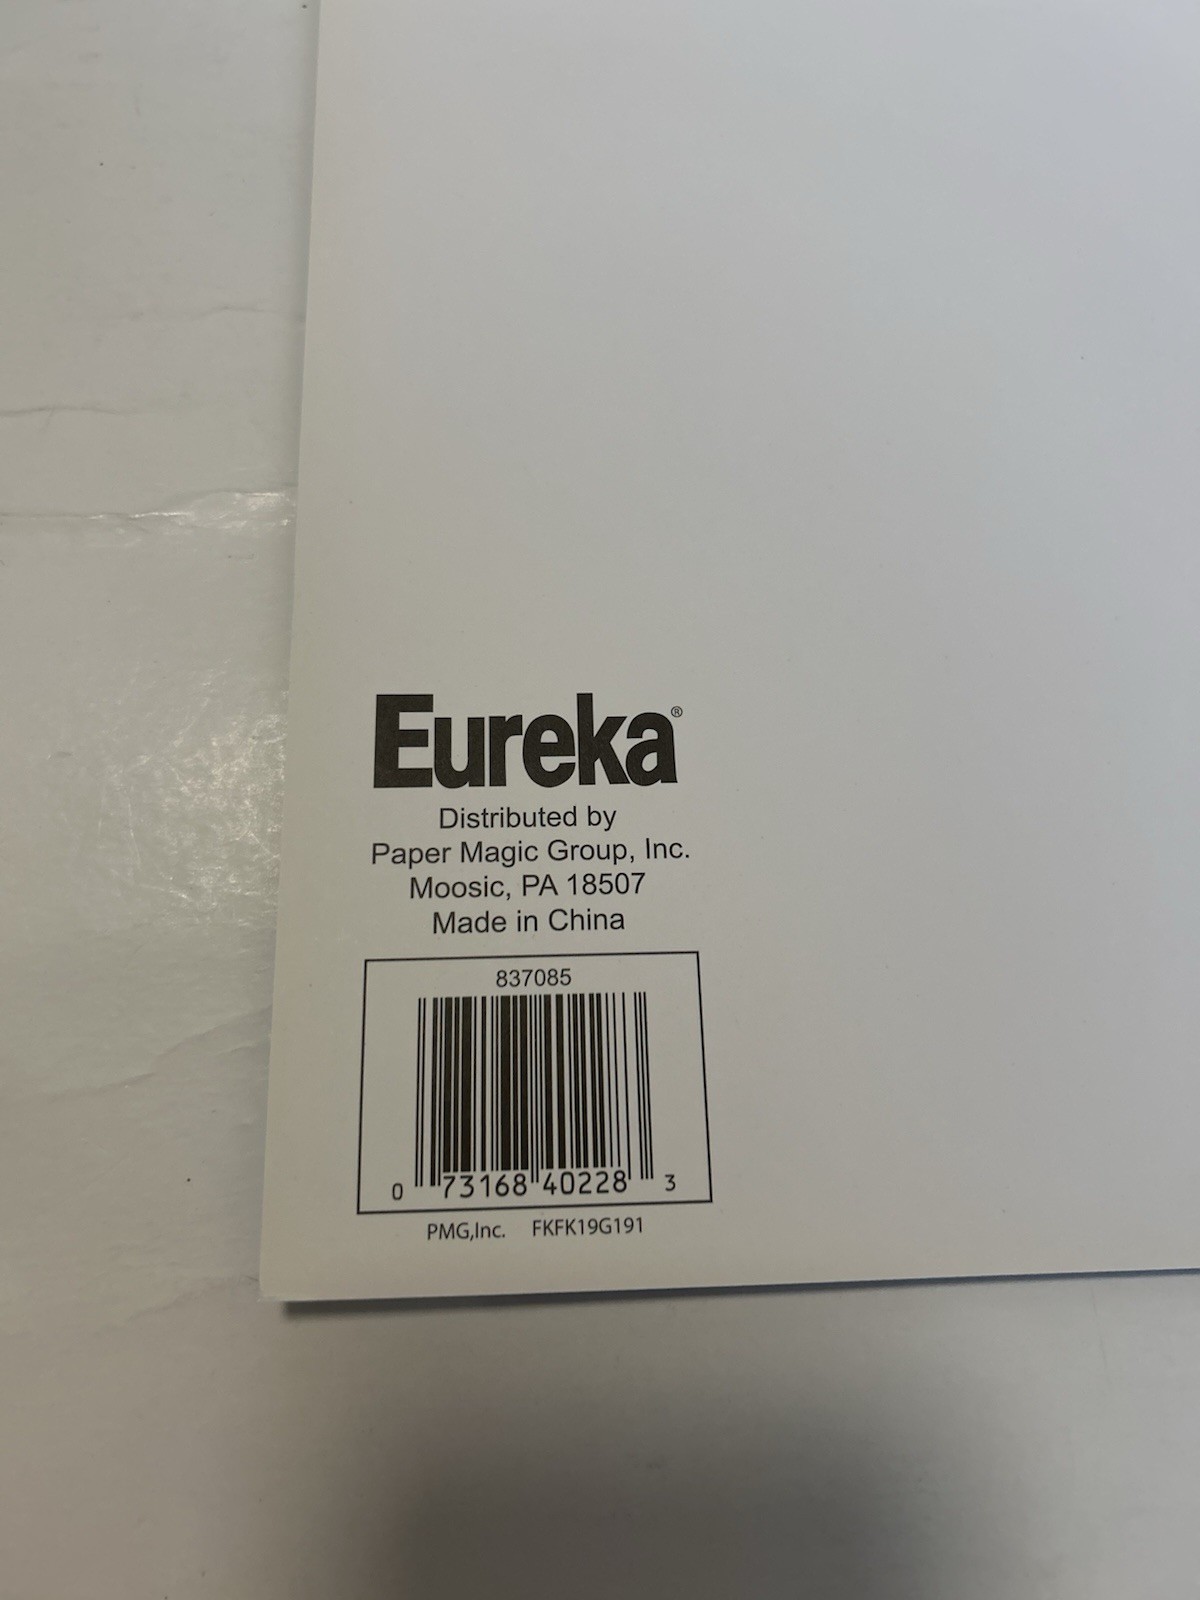 Eureka®
Distributed by
Paper Magic Group, Inc.
Moosic, PA 18507
Made in China
837085
0 73168 40228 3
PMG,Inc. FKFK19G191